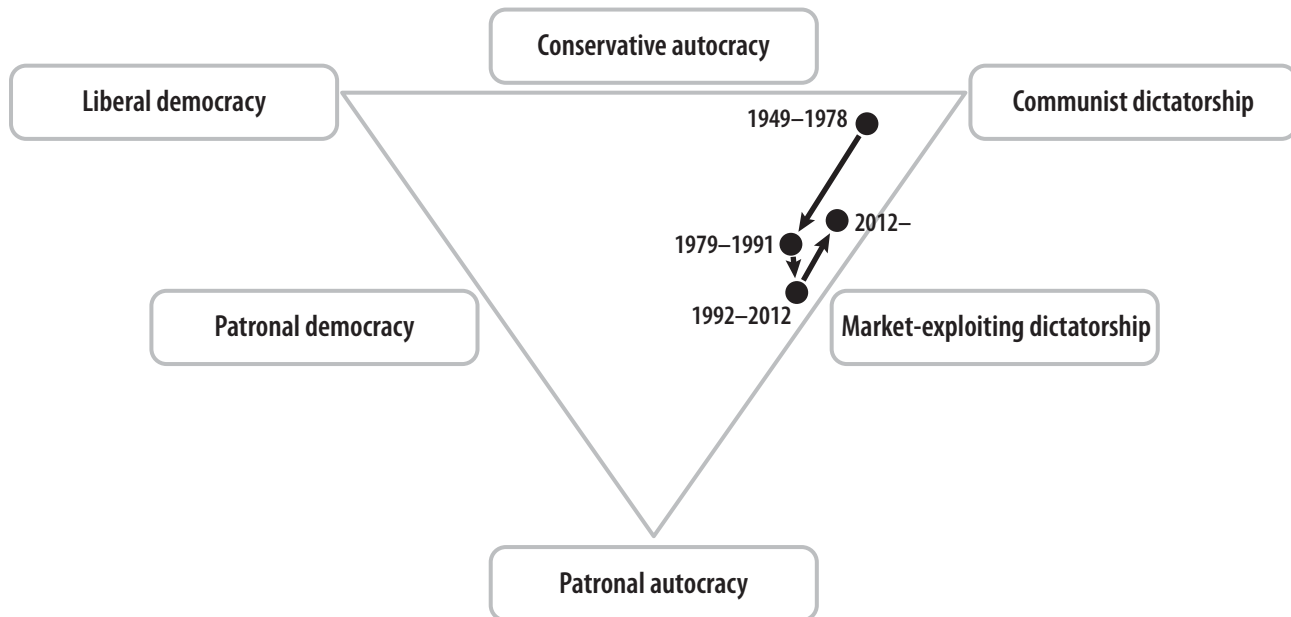 Conservative autocracy
Liberal democracy
Communist dictatorship
1949–1978
2012–
1979–1991
1992–2012
Patronal democracy
Market-exploiting dictatorship
Patronal autocracy